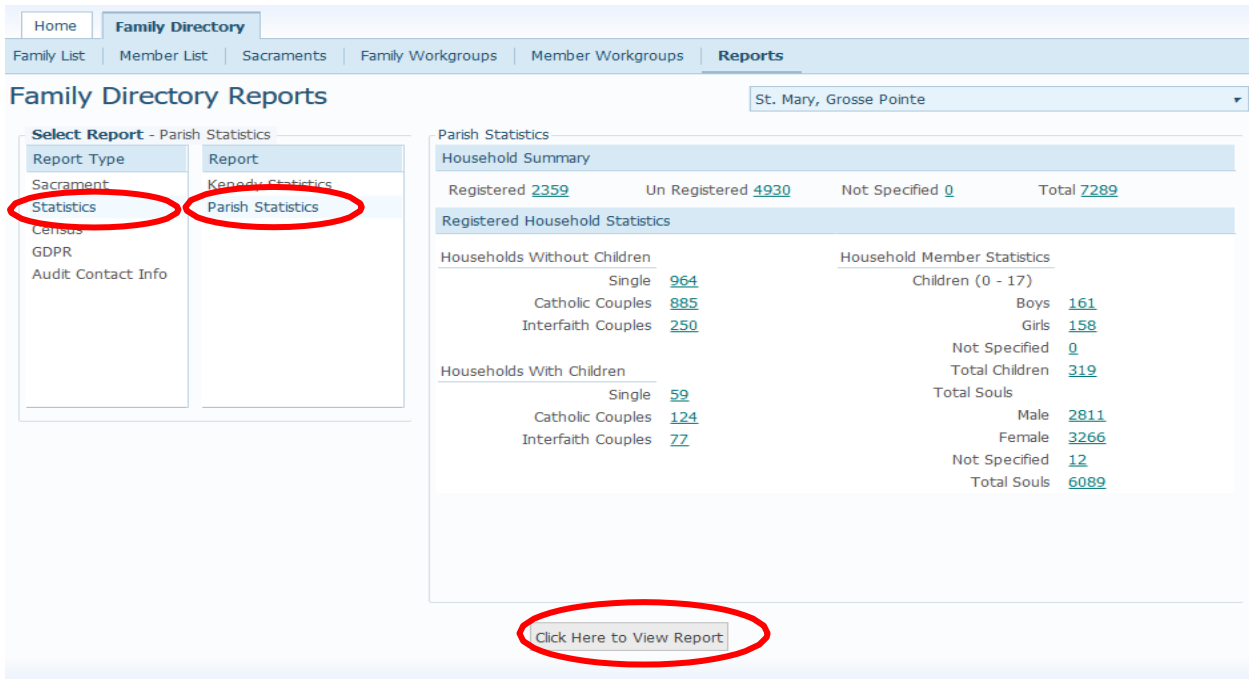 Home Family Directory
Family List Member List Sacraments Family Workgroups Member Workgroups Reports
Family Directory Reports
St. Mary, Grosse Pointe
Select Report - Parish Statistics
Report Type Report
Sacrament Kenedy Statistics
Statistics Parish Statistics
Census
GDPR
Audit Contact Info
Parish Statistics
Household Summary
Registered 2359 Un Registered 4930 Not Specified 0 Total 7289
Registered Household Statistics
Households Without Children
Single 964
Catholic Couples 885
Interfaith Couples 250
Households With Children
Single 59
Catholic Couples 124
Interfaith Couples 77
Household Member Statistics
Children (0 - 17)
Boys 161
Girls 158
Not Specified 0
Total Children 319
Total Souls
Male 2811
Female 3266
Not Specified 12
Total Souls 6089
Click Here to View Report